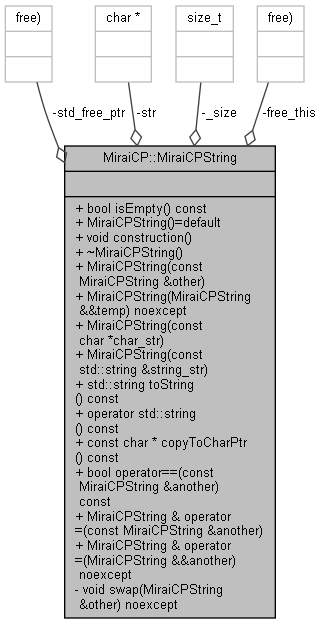 free)
char *
size_t
free)
-std_free_ptr
-str
-_size
-free_this
MiraiCP::MiraiCPString
+ bool isEmpty() const
+ MiraiCPString()=default
+ void construction()
+ ~MiraiCPString()
+ MiraiCPString(const
MiraiCPString &other)
+ MiraiCPString(MiraiCPString
&&temp) noexcept
+ MiraiCPString(const
char *char_str)
+ MiraiCPString(const
std::string &string_str)
+ std::string toString
() const
+ operator std::string
() const
+ const char * copyToCharPtr
() const
+ bool operator==(const
MiraiCPString &another)
const
+ MiraiCPString & operator
=(const MiraiCPString &another)
+ MiraiCPString & operator
=(MiraiCPString &&another)
noexcept
- void swap(MiraiCPString
&other) noexcept